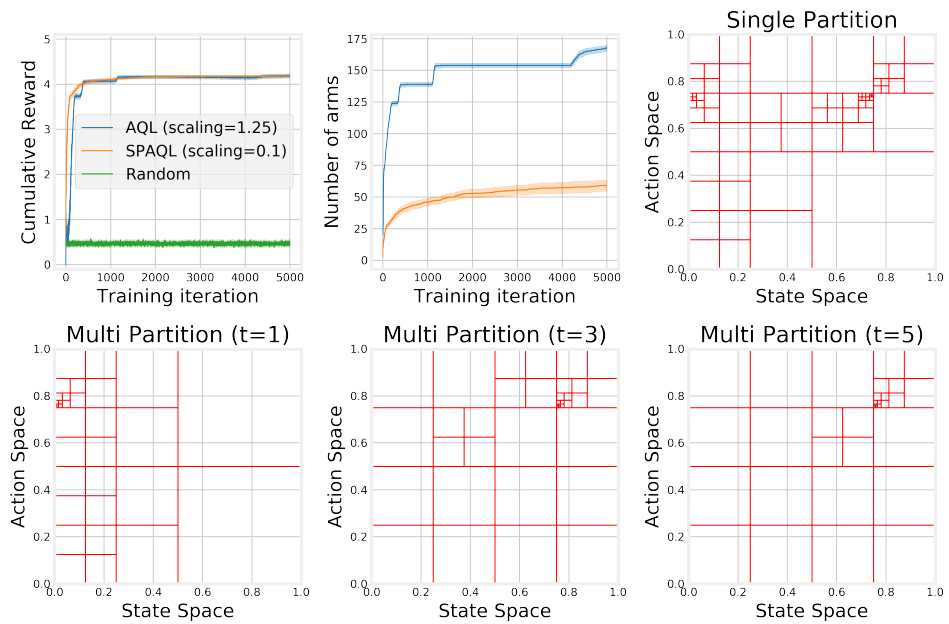 Cumulative Reward
5
4
3
2
1
0
AQL (scaling=1.25)
SPAQL (scaling=0.1)
Random
0 1000 2000 3000 4000 5000
Training iteration
Number of arms
175
150
125
100
75
50
25
0
0 1000 2000 3000 4000 5000
Training iteration
Single Partition
Action Space
1.0
0.8
0.6
0.4
0.2
0.0
0.0 0.2 0.4 0.6 0.8 1.0
State Space
Multi Partition (t=1)
Action Space
1.0
0.8
0.6
0.4
0.2
0.0
0.0 0.2 0.4 0.6 0.8 1.0
State Space
Multi Partition (t=3)
Action Space
1.0
0.8
0.6
0.4
0.2
0.0
0.0 0.2 0.4 0.6 0.8 1.0
State Space
Multi Partition (t=5)
Action Space
1.0
0.8
0.6
0.4
0.2
0.0
0.0 0.2 0.4 0.6 0.8 1.0
State Space